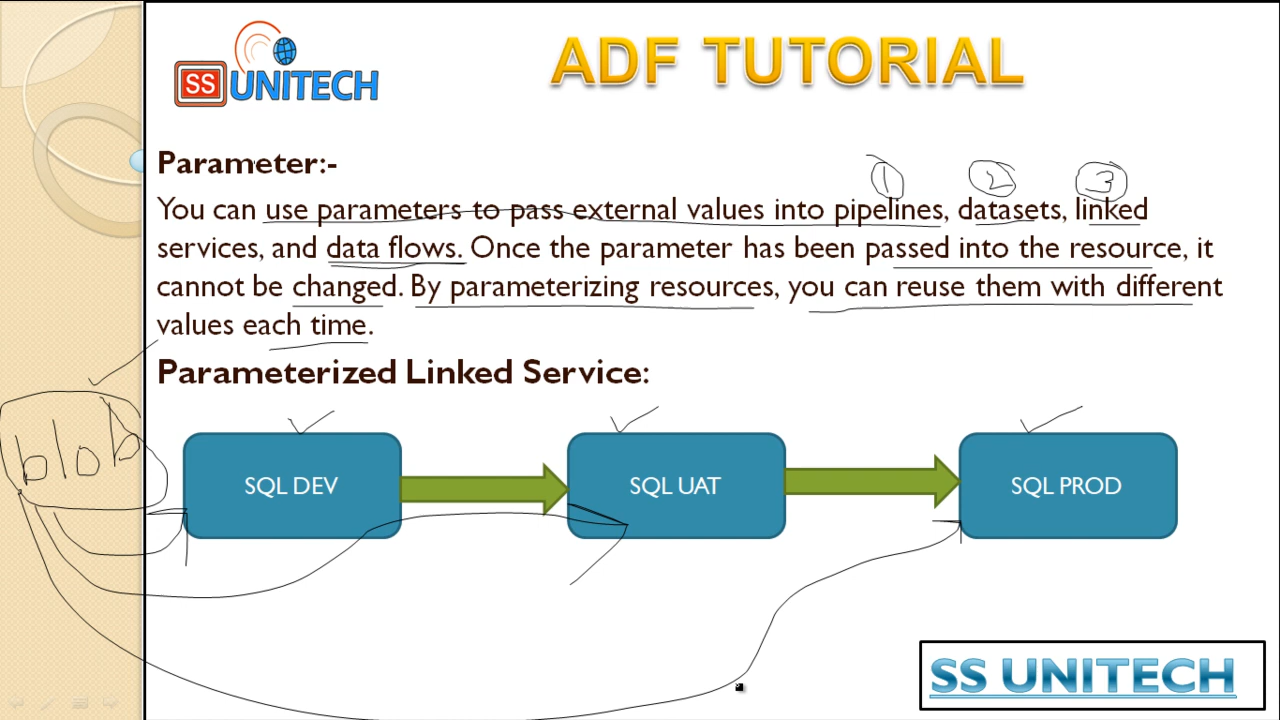 SS UNITECH
ADF TUTORIAL
Parameter:-
1 2 3
You can use parameters to pass external values into pipelines, datasets, linked
services, and data flows. Once the parameter has been passed into the resource, it
cannot be changed. By parameterizing resources, you can reuse them with different
values each time.
Parameterized Linked Service:
blob
SQL DEV
SQL UAT
SQL PROD
SS UNITECH